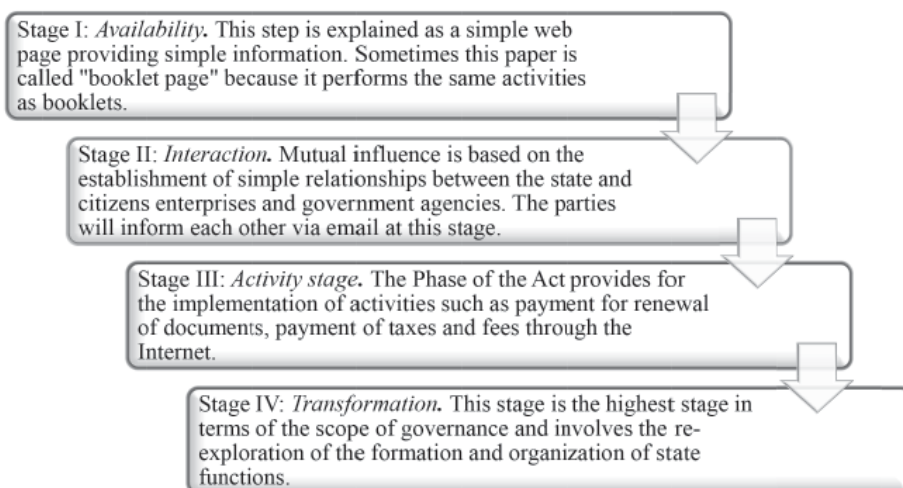 Stage I: Availability. This step is explained as a simple web
page providing simple information. Sometimes this paper is
called "booklet page" because it performs the same activities
as booklets.
Stage II: Interaction. Mutual influence is based on the
establishment of simple relationships between the state and
citizens enterprises and government agencies. The parties
will inform each other via email at this stage.
Stage III: Activity stage. The Phase of the Act provides for
the implementation of activities such as payment for renewal
of documents, payment of taxes and fees through the
Internet.
Stage IV: Transformation. This stage is the highest stage in
terms of the scope of governance and involves the re-
exploration of the formation and organization of state
functions.